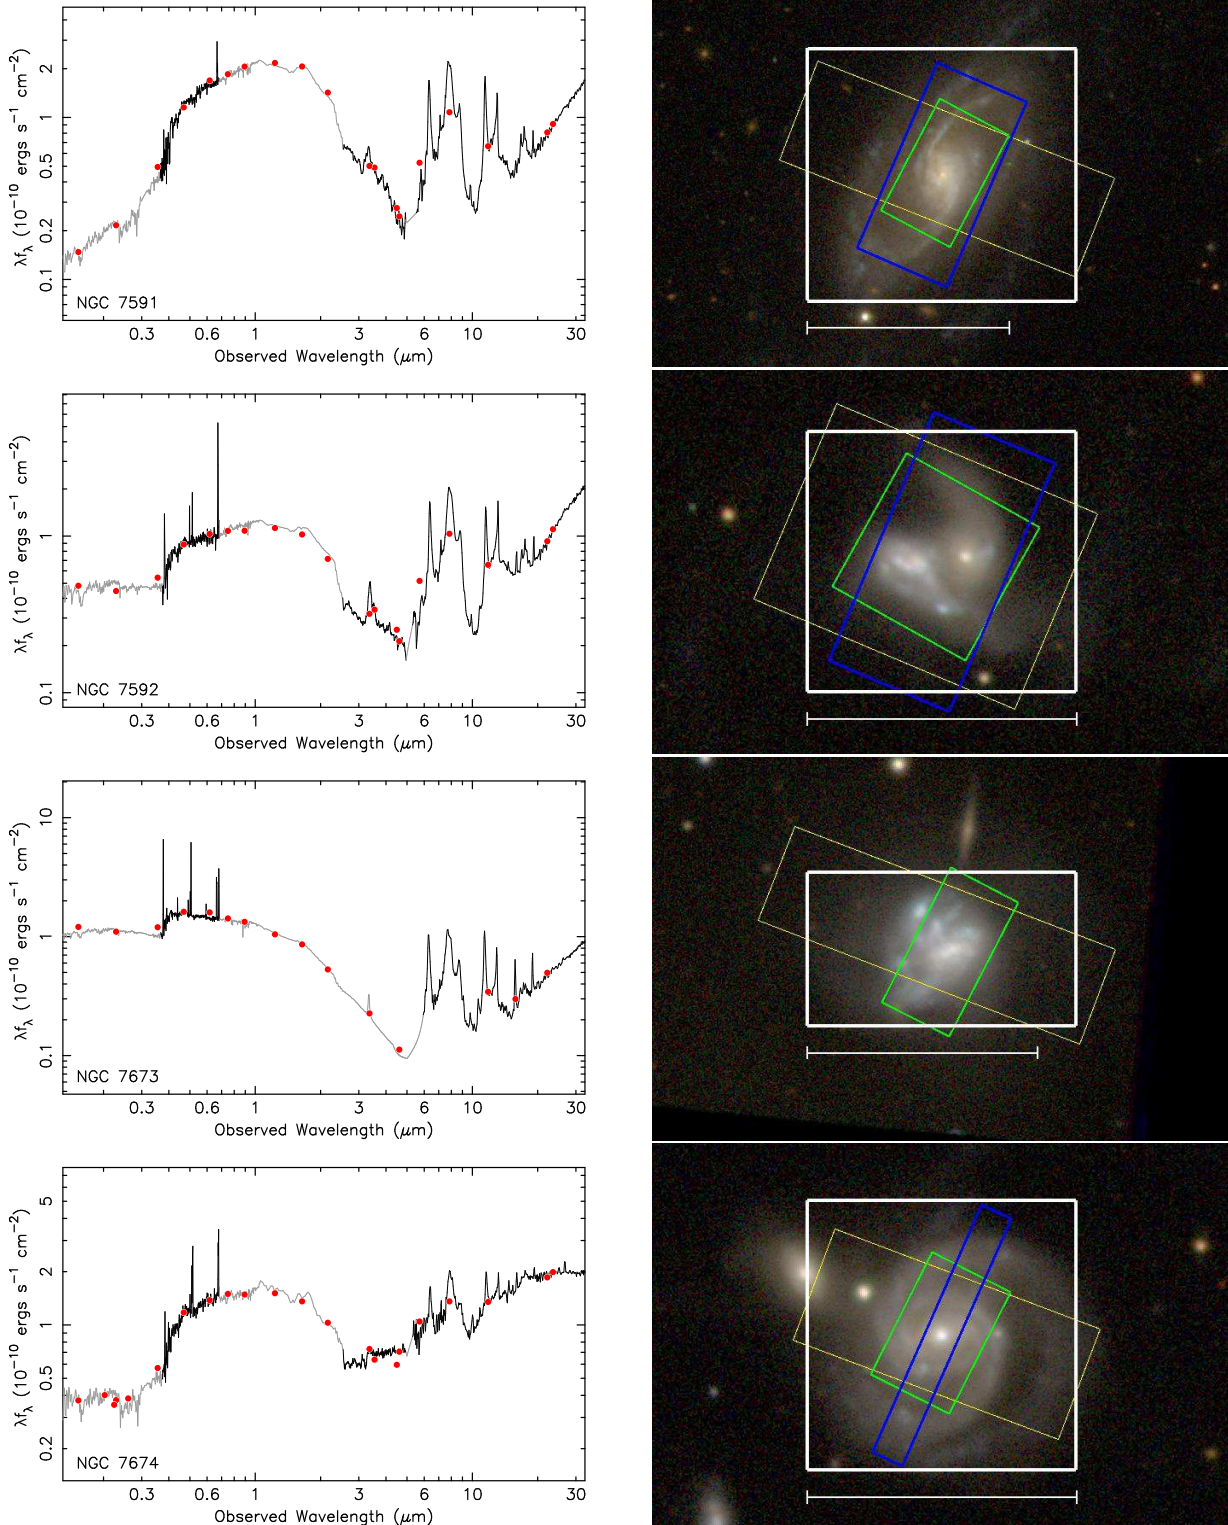 2
1
0.5
0.2
0.1
λf_λ (10⁻¹⁰ ergs s⁻¹ cm⁻²)
NGC 7591
0.3 0.6 1 3 6 10 30
Observed Wavelength (μm)
1
0.1
λf_λ (10⁻¹⁰ ergs s⁻¹ cm⁻²)
NGC 7592
0.3 0.6 1 3 6 10 30
Observed Wavelength (μm)
10
1
0.1
λf_λ (10⁻¹⁰ ergs s⁻¹ cm⁻²)
NGC 7673
0.3 0.6 1 3 6 10 30
Observed Wavelength (μm)
5
2
1
0.5
0.2
λf_λ (10⁻¹⁰ ergs s⁻¹ cm⁻²)
NGC 7674
0.3 0.6 1 3 6 10 30
Observed Wavelength (μm)